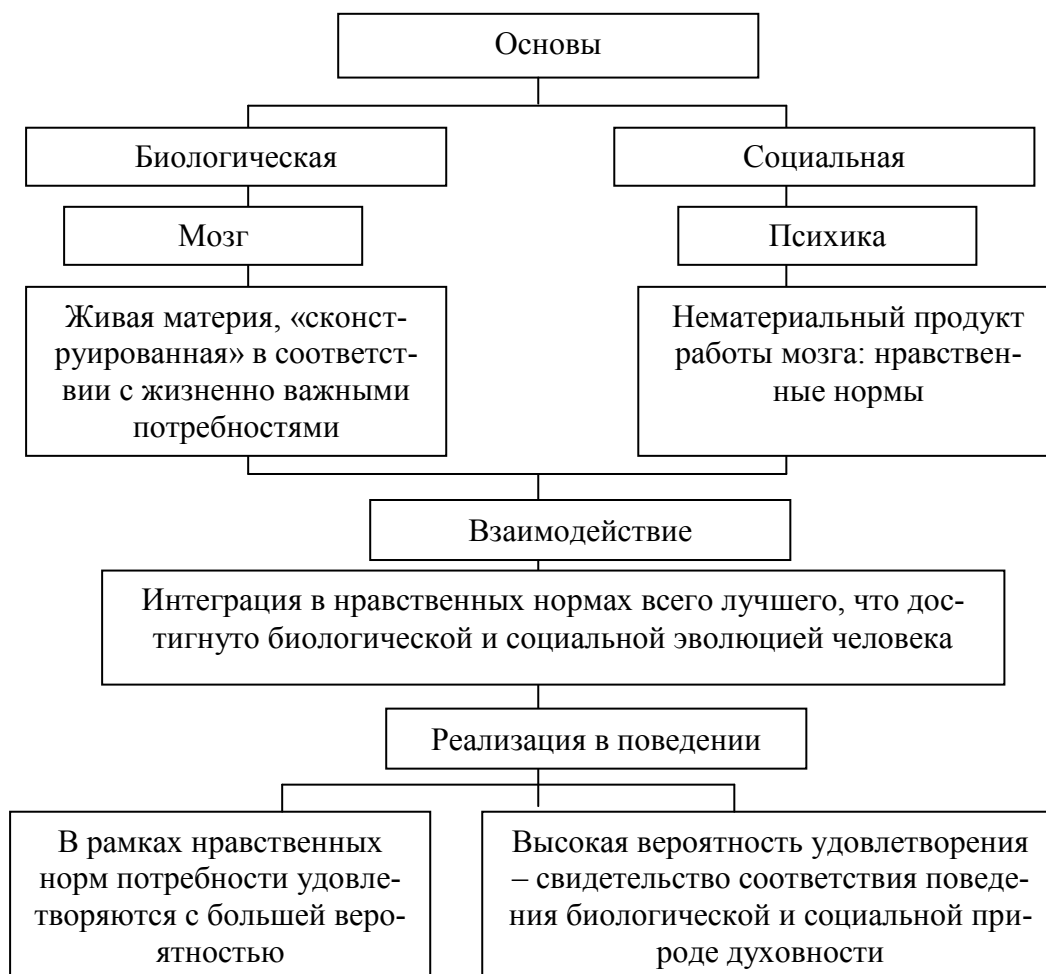 Основы
Биологическая
Социальная
Мозг
Психика
Живая материя, «сконст-
руированная» в соответст-
вии с жизненно важными
потребностями
Нематериальный продукт
работы мозга: нравствен-
ные нормы
Взаимодействие
Интеграция в нравственных нормах всего лучшего, что дос-
тигнуто биологической и социальной эволюцией человека
Реализация в поведении
В рамках нравственных
норм потребности удовле-
творяются с большей веро-
ятностью
Высокая вероятность удовлетворения
– свидетельство соответствия поведе-
ния биологической и социальной при-
роде духовности